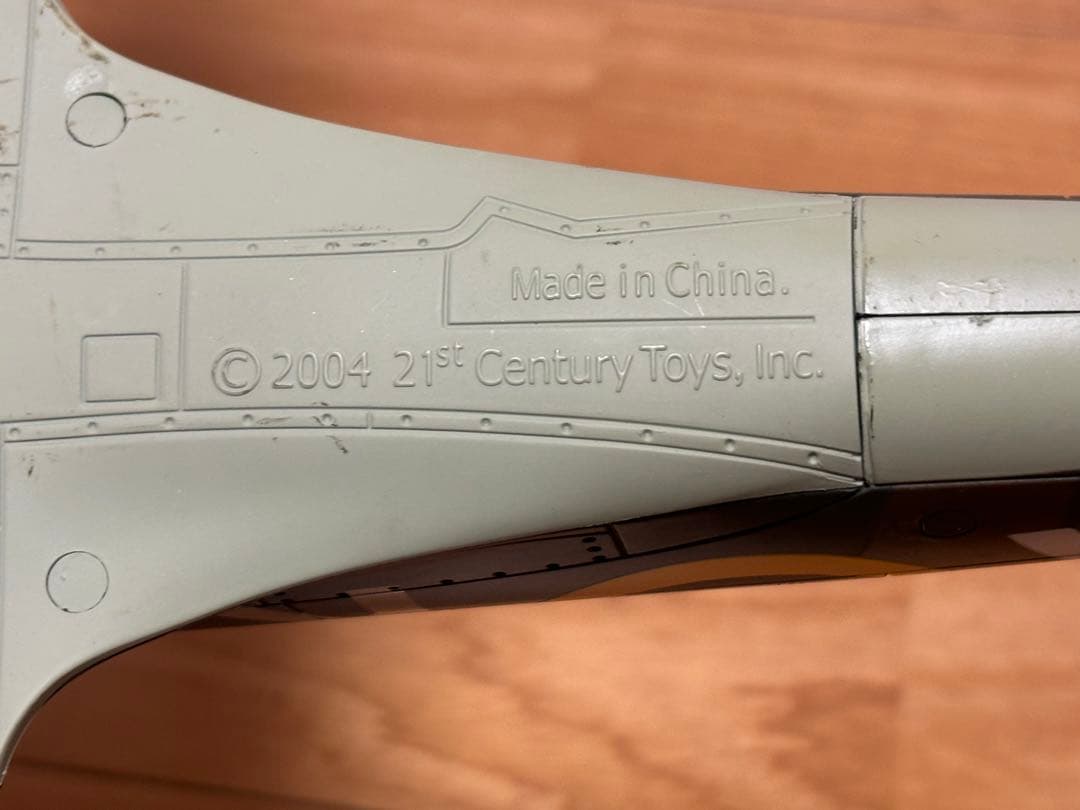 Made in China.
© 2004 21st Century Toys, Inc.